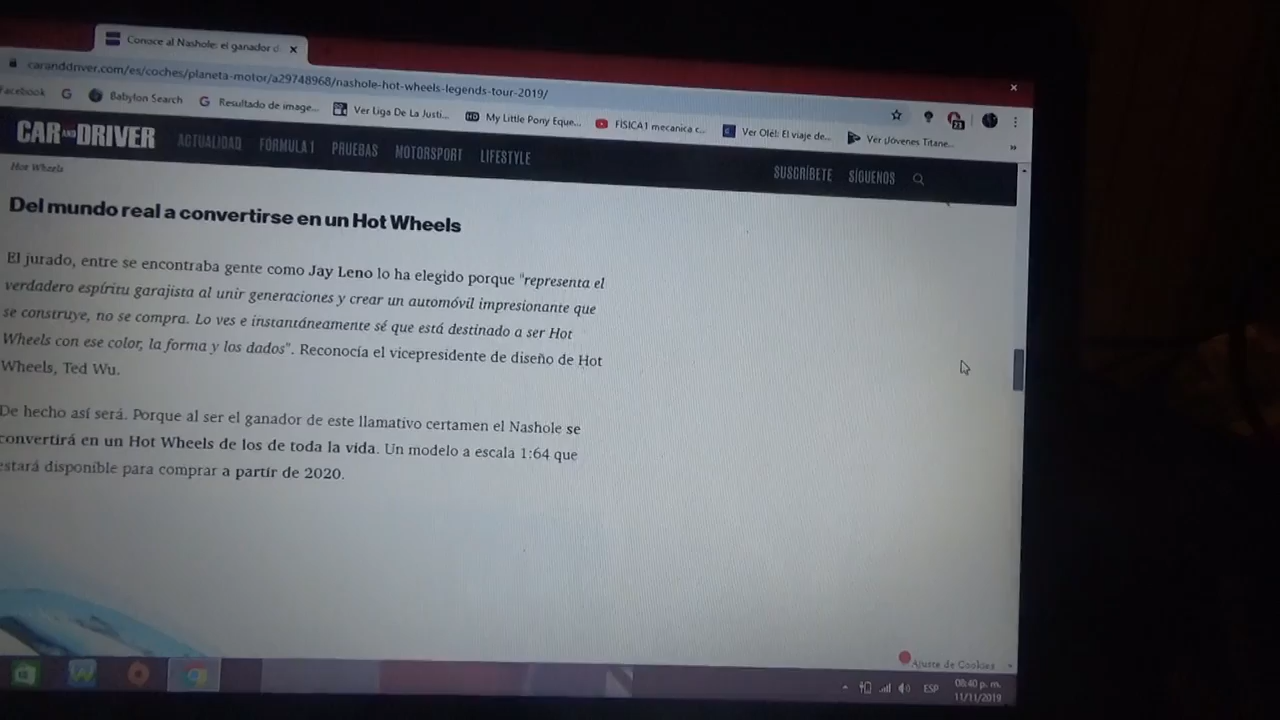 Conoce al Nashole: el ganador d
caranddriver.com/es/coches/planeta-motor/a29748968/nashole-hot-wheels-legends-tour-2019/
Facebook Babylon Search Resultado de image... Ver Liga De La Justi... My Little Pony Eque... FISICA1 mecanica c... Ver Olé!: El viaje de... Ver ¡Jóvenes Titane...
23
CAR AND DRIVER ACTUALIDAD FÓRMULA 1 PRUEBAS MOTORSPORT LIFESTYLE SUSCRÍBETE SÍGUENOS
Hot Wheels
Del mundo real a convertirse en un Hot Wheels
El jurado, entre se encontraba gente como Jay Leno lo ha elegido porque "representa el
verdadero espíritu garajista al unir generaciones y crear un automóvil impresionante que
se construye, no se compra. Lo ves e instantáneamente sé que está destinado a ser Hot
Wheels con ese color, la forma y los dados". Reconocía el vicepresidente de diseño de Hot
Wheels, Ted Wu.
De hecho así será. Porque al ser el ganador de este llamativo certamen el Nashole se
convertirá en un Hot Wheels de los de toda la vida. Un modelo a escala 1:64 que
estará disponible para comprar a partir de 2020.
Ajuste de Cookies
ESP
08:40 p. m.
11/11/2019